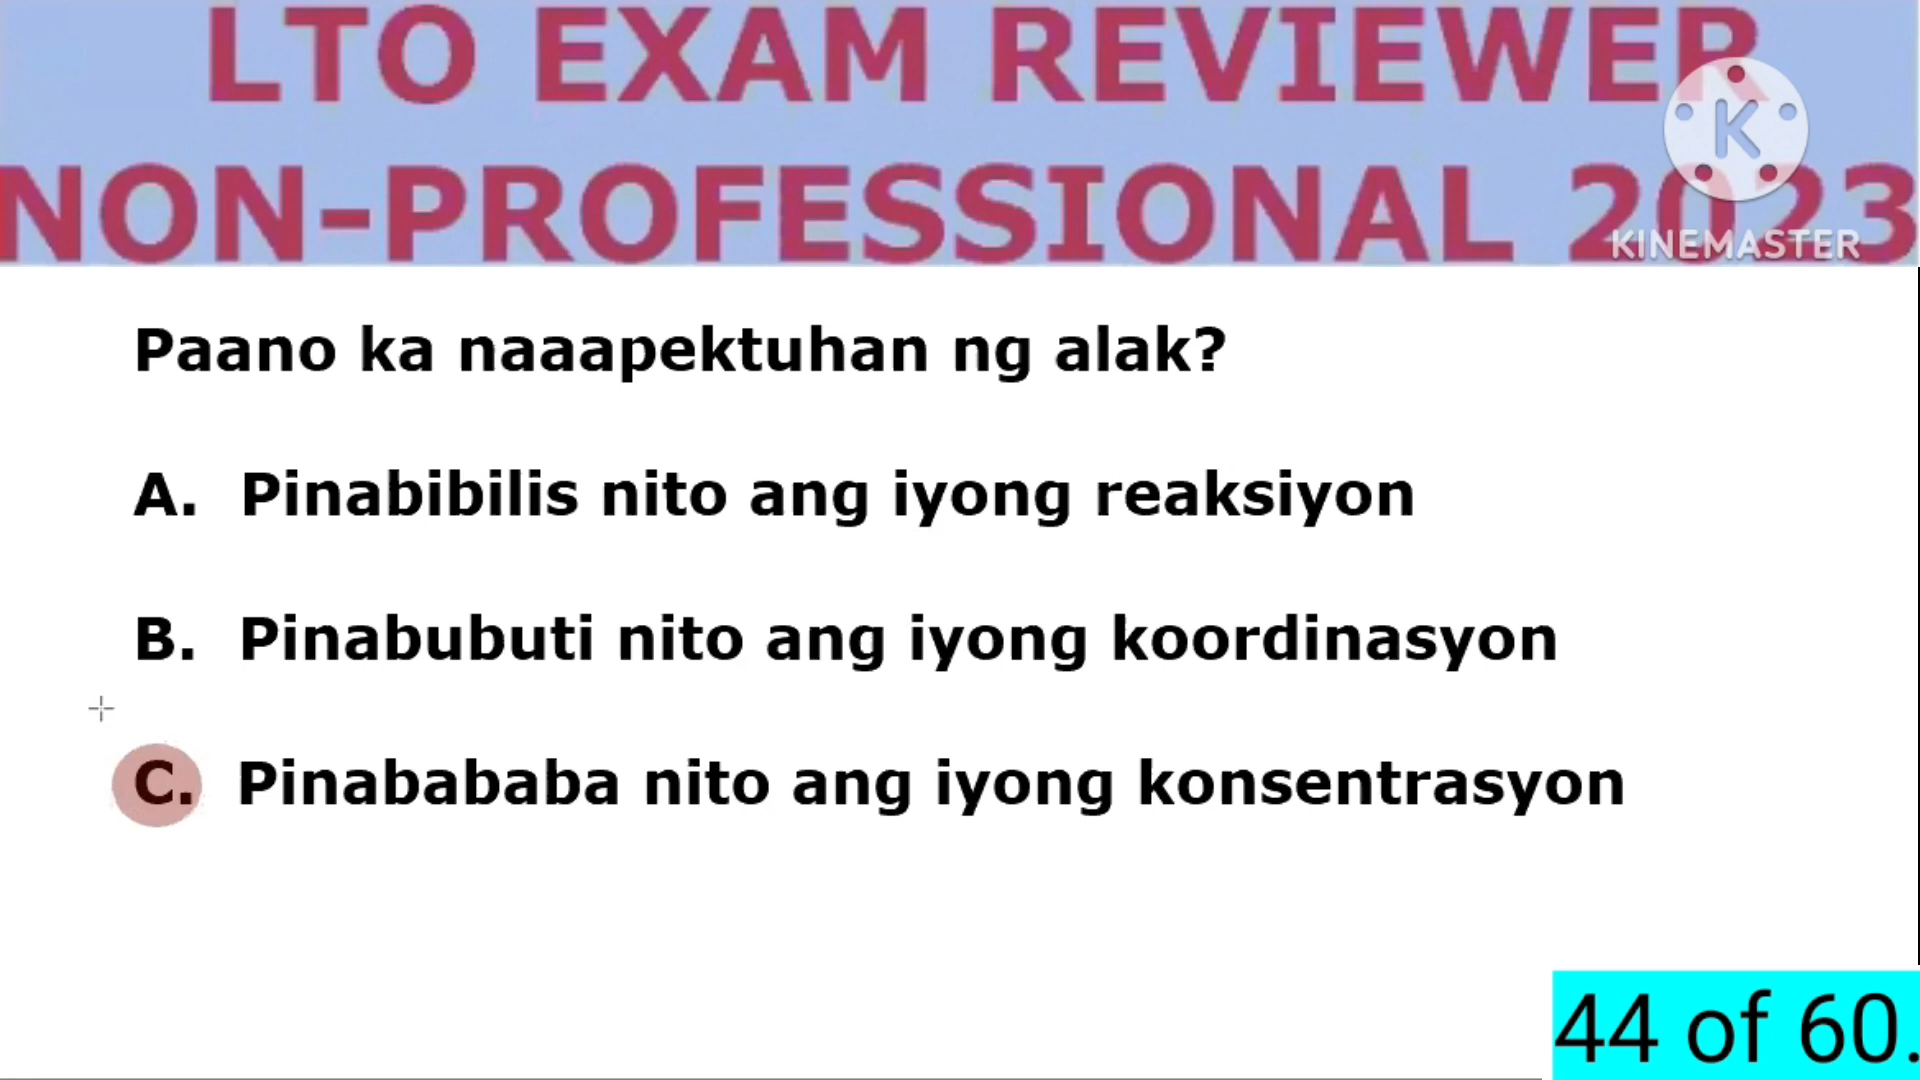 LTO EXAM REVIEWER
NON-PROFESSIONAL 2023
K
KINEMASTER
Paano ka naaapektuhan ng alak?
A. Pinabibilis nito ang iyong reaksiyon
B. Pinabubuti nito ang iyong koordinasyon
C. Pinabababa nito ang iyong konsentrasyon
44 of 60.